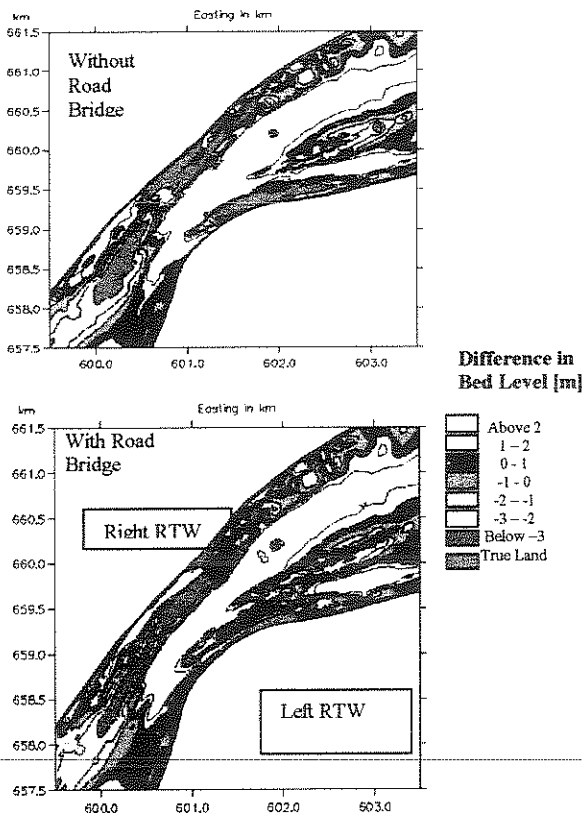 km
Easting in km
661.5
Without
Road
Bridge
661.0
660.5
660.0
659.5
659.0
658.5
658.0
657.5
600.0
601.0
602.0
603.0
Difference in
Bed Level [m]
Above 2
1 – 2
0 - 1
-1 - 0
-2 – -1
-3 – -2
Below –3
True Land
km
Easting in km
661.5
With Road
Bridge
661.0
660.5
Right RTW
660.0
659.5
659.0
658.5
Left RTW
658.0
657.5
600.0
601.0
602.0
603.0